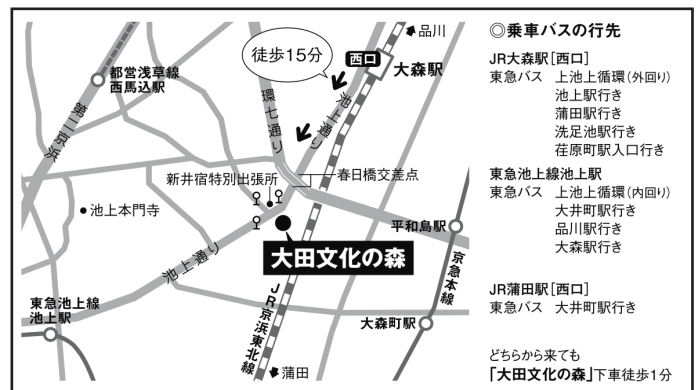 品川
徒歩15分
西口
大森駅
都営浅草線
西馬込駅
第二京浜
環七通り
池上通り
新井宿特別出張所
春日橋交差点
池上本門寺
平和島駅
大田文化の森
池上通り
京急本線
JR京浜東北線
東急池上線
池上駅
大森町駅
蒲田
◎乗車バスの行先
JR大森駅[西口]
東急バス 上池上循環(外回り)
池上駅行き
蒲田駅行き
洗足池駅行き
荏原町駅入口行き
東急池上線池上駅
東急バス 上池上循環(内回り)
大井町駅行き
品川駅行き
大森駅行き
JR蒲田駅[西口]
東急バス 大井町駅行き
どちらから来ても
「大田文化の森」下車徒歩1分